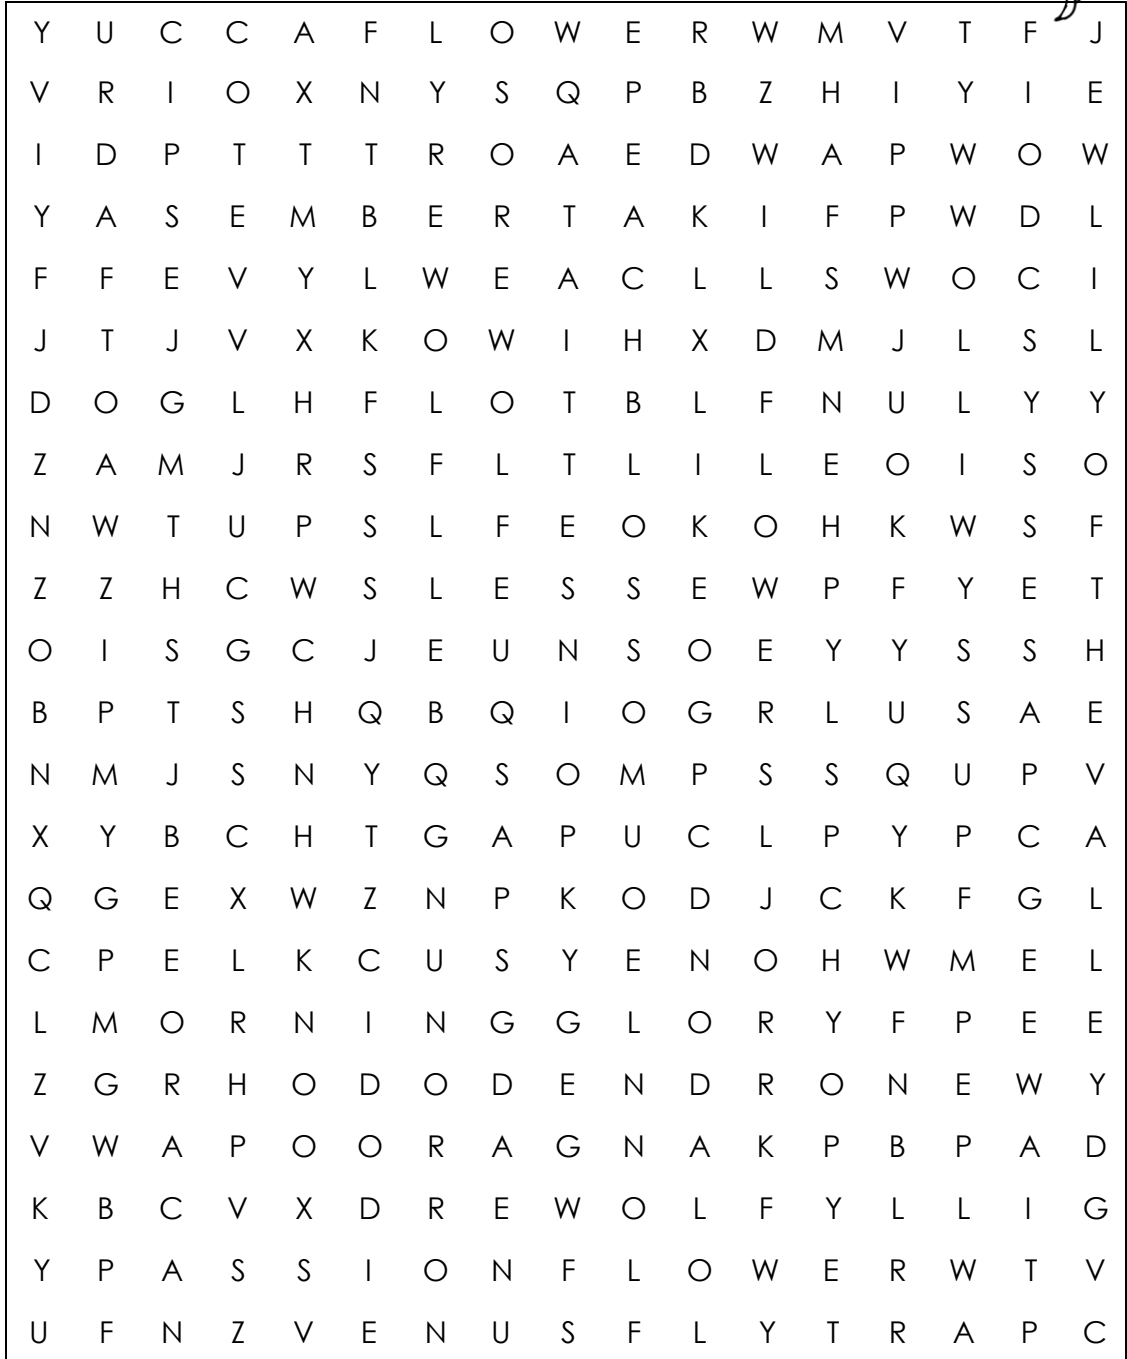 Y U C C A F L O W E R W M V T F J
V R I O X N Y S Q P B Z H I Y I E
I D P T T T R O A E D W A P W O W
Y A S E M B E R T A K I F P W D L
F F E V Y L W E A C L L S W O C I
J T J V X K O W I H X D M J L S L
D O G L H F L O T B L F N U L Y Y
Z A M J R S F L T L I L E O I S O
N W T U P S L F E O K O H K W S F
Z Z H C W S L E S S E W P F Y E T
O I S G C J E U N S O E Y Y S S H
B P T S H Q B Q I O G R L U S A E
N M J S N Y Q S O M P S S Q U P V
X Y B C H T G A P U C L P Y P C A
Q G E X W Z N P K O D J C K F G L
C P E L K C U S Y E N O H W M E L
L M O R N I N G G L O R Y F P E E
Z G R H O D O D E N D R O N E W Y
V W A P O O R A G N A K P B P A D
K B C V X D R E W O L F Y L L I G
Y P A S S I O N F L O W E R W T V
U F N Z V E N U S F L Y T R A P C